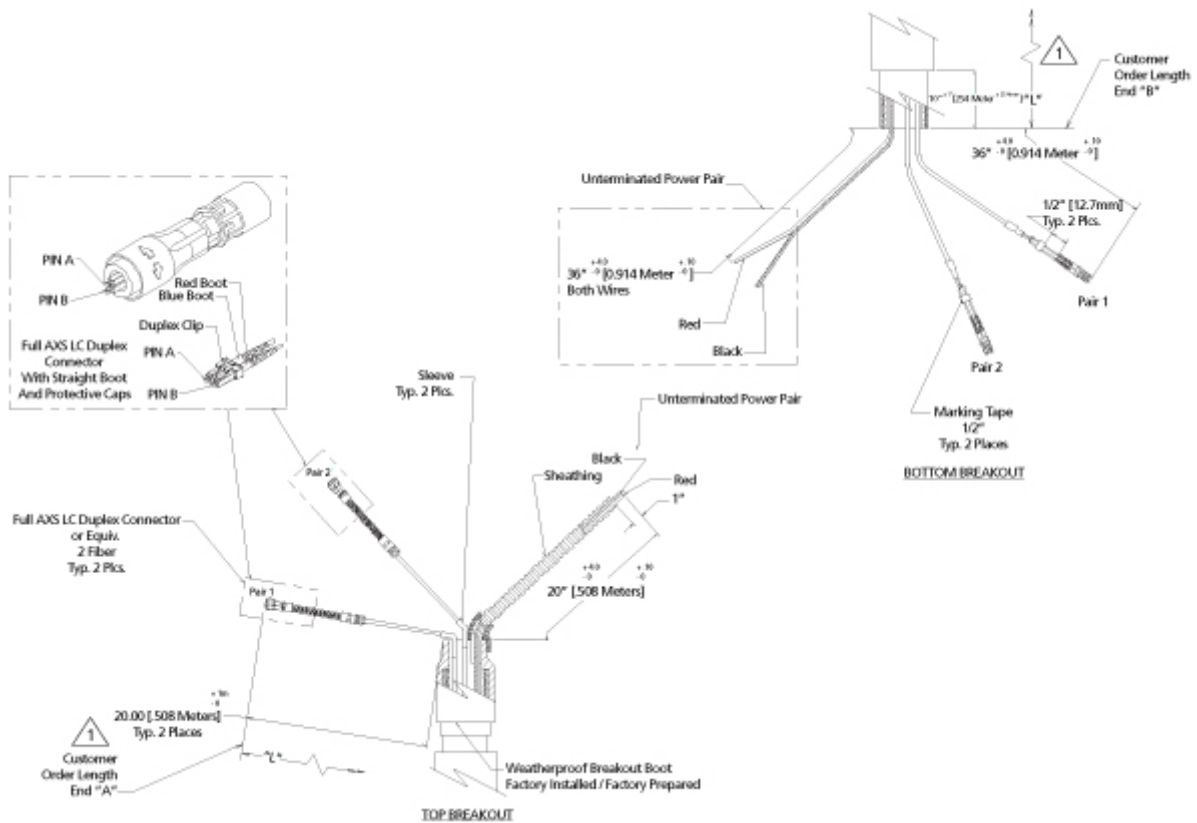 PIN A
PIN B
Red Boot
Blue Boot
Duplex Clip
Full AXS LC Duplex
Connector
With Straight Boot
And Protective Caps
PIN A
PIN B
Full AXS LC Duplex Connector
or Equiv.
2 Fiber
Typ. 2 Plcs.
Pair 1
Pair 2
Sleeve
Typ. 2 Plcs.
Unterminated Power Pair
Black
Sheathing
Red
1"
20" [.508 Meters]
20.00 [.508 Meters]
Typ. 2 Places
1
Customer
Order Length
End "A"
"L"
Weatherproof Breakout Boot
Factory Installed / Factory Prepared
TOP BREAKOUT
1
Customer
Order Length
End "B"
"L"
36" [0.914 Meter]
1/2" [12.7mm]
Typ. 2 Plcs.
Pair 1
Pair 2
Unterminated Power Pair
36" [0.914 Meter]
Both Wires
Red
Black
Marking Tape
1/2"
Typ. 2 Places
BOTTOM BREAKOUT